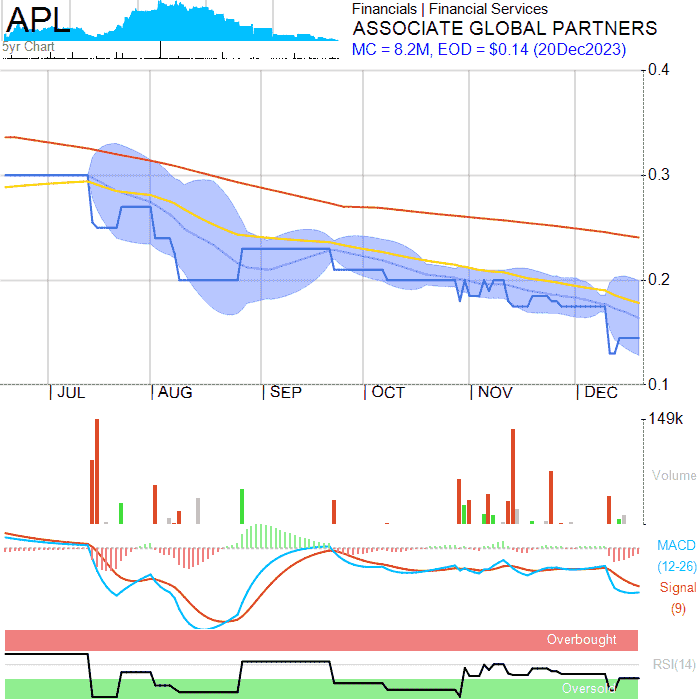 APL
5yr Chart
Financials | Financial Services
ASSOCIATE GLOBAL PARTNERS
MC = 8.2M, EOD = $0.14 (20Dec2023)
0.4
0.3
0.2
0.1
| JUL | AUG | SEP | OCT | NOV | DEC
149k
Volume
MACD
(12-26)
Signal
(9)
Overbought
RSI(14)
Oversold